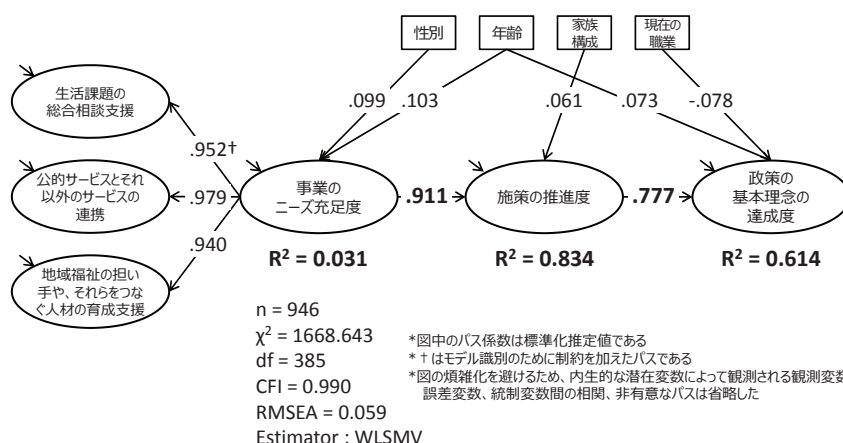 性別
年齢
家族
構成
現在の
職業
.099
.103
.061
.073
-.078
生活課題の
総合相談支援
.952†
公的サービスとそれ
以外のサービスの
連携
.979
事業の
ニーズ充足度
.911
施策の推進度
.777
政策の
基本理念の
達成度
.940
地域福祉の担い
手や、それらをつな
ぐ人材の育成支援
R² = 0.031
R² = 0.834
R² = 0.614
n = 946
χ² = 1668.643
df = 385
CFI = 0.990
RMSEA = 0.059
Estimator : WLSMV
*図中のパス係数は標準化推定値である
*†はモデル識別のために制約を加えたパスである
*図の煩雑化を避けるため、内生的な潜在変数によって観測される観測変数
誤差変数、統制変数間の相関、非有意なパスは省略した